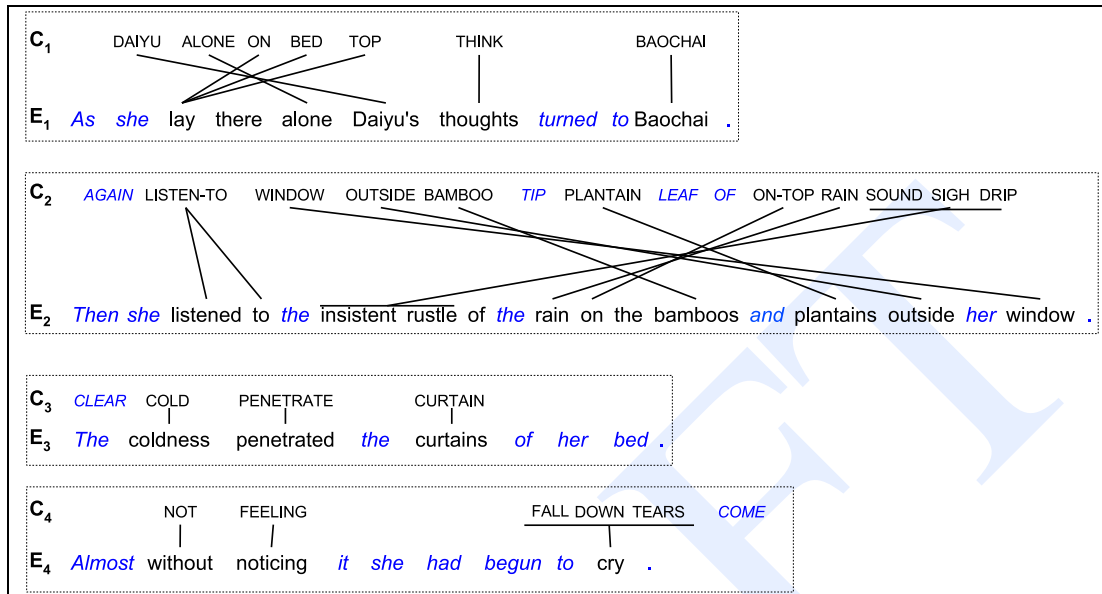 C1 DAIYU ALONE ON BED TOP THINK BAOCHAI
E1 As she lay there alone Daiyu's thoughts turned to Baochai .
C2 AGAIN LISTEN-TO WINDOW OUTSIDE BAMBOO TIP PLANTAIN LEAF OF ON-TOP RAIN SOUND SIGH DRIP
E2 Then she listened to the insistent rustle of the rain on the bamboos and plantains outside her window .
C3 CLEAR COLD PENETRATE CURTAIN
E3 The coldness penetrated the curtains of her bed .
C4 NOT FEELING FALL DOWN TEARS COME
E4 Almost without noticing it she had begun to cry .
FT